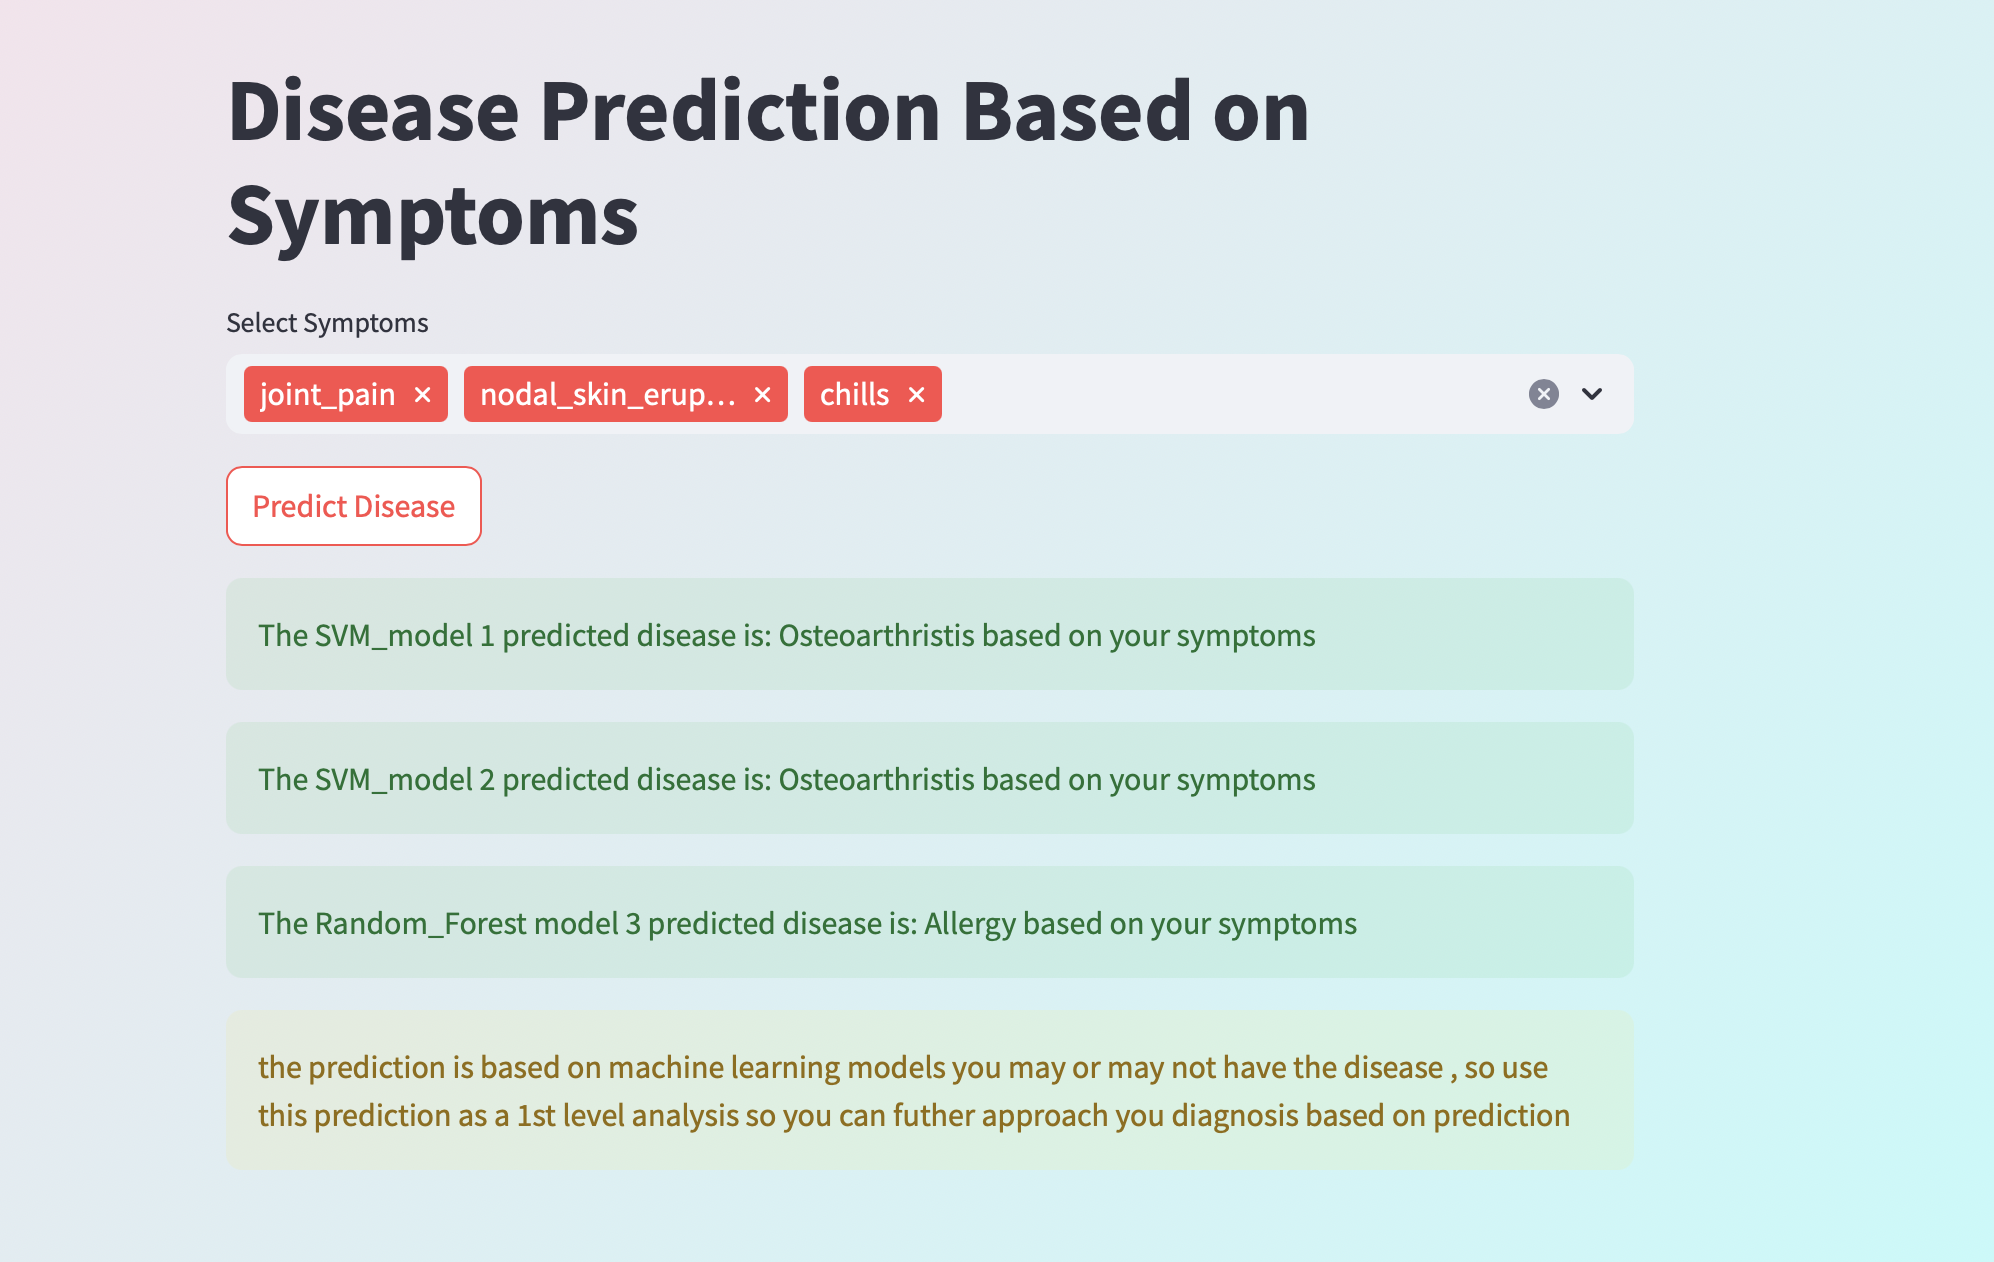 Disease Prediction Based on
Symptoms
Select Symptoms
joint_pain × nodal_skin_erup... × chills ×
Predict Disease
The SVM_model 1 predicted disease is: Osteoarthristis based on your symptoms
The SVM_model 2 predicted disease is: Osteoarthristis based on your symptoms
The Random_Forest model 3 predicted disease is: Allergy based on your symptoms
the prediction is based on machine learning models you may or may not have the disease , so use
this prediction as a 1st level analysis so you can futher approach you diagnosis based on prediction